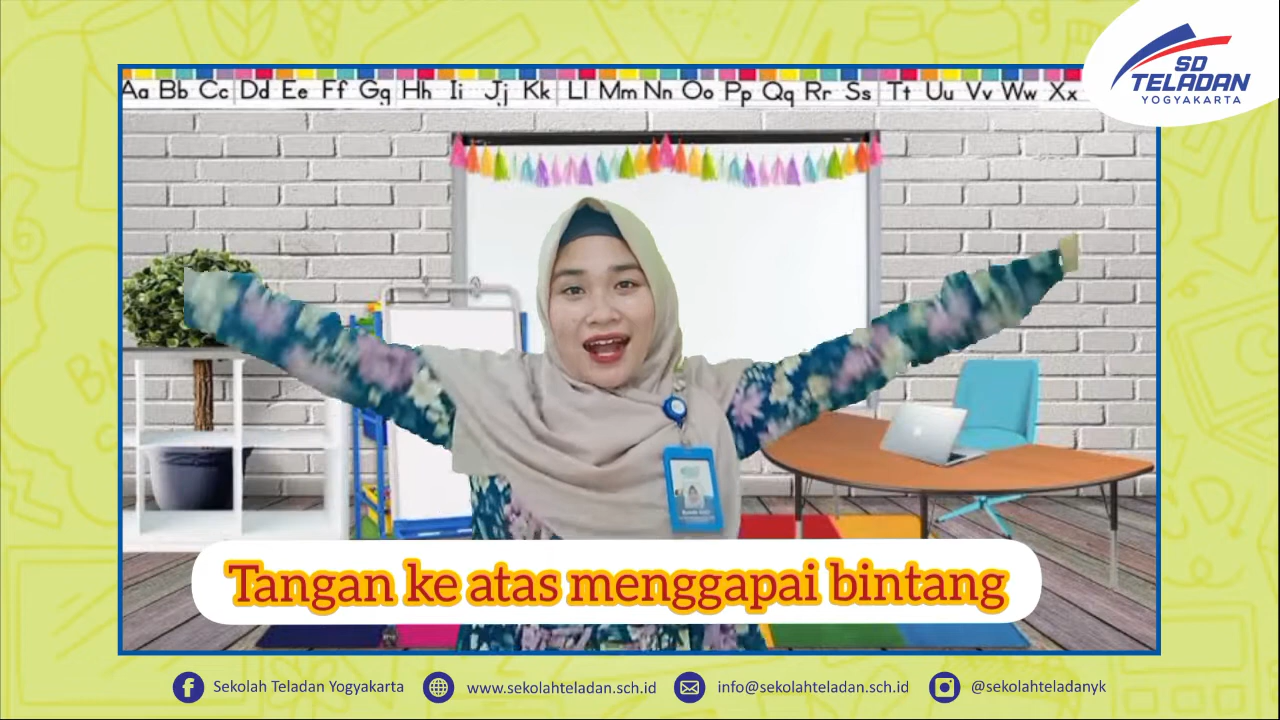 SD
TELADAN
YOGYAKARTA
Aa Bb Cc Dd Ee Ff Gg Hh Ii Jj Kk Ll Mm Nn Oo Pp Qq Rr Ss Tt Uu Vv Ww Xx
Tangan ke atas menggapai bintang
Sekolah Teladan Yogyakarta
www.sekolahteladan.sch.id
info@sekolahteladan.sch.id
@sekolahteladanyk